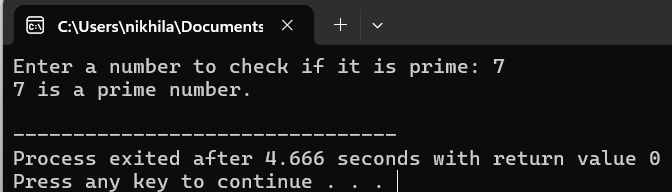 C:\Users\nikhila\Documents
Enter a number to check if it is prime: 7
7 is a prime number.
--------------------------------
Process exited after 4.666 seconds with return value 0
Press any key to continue . . .